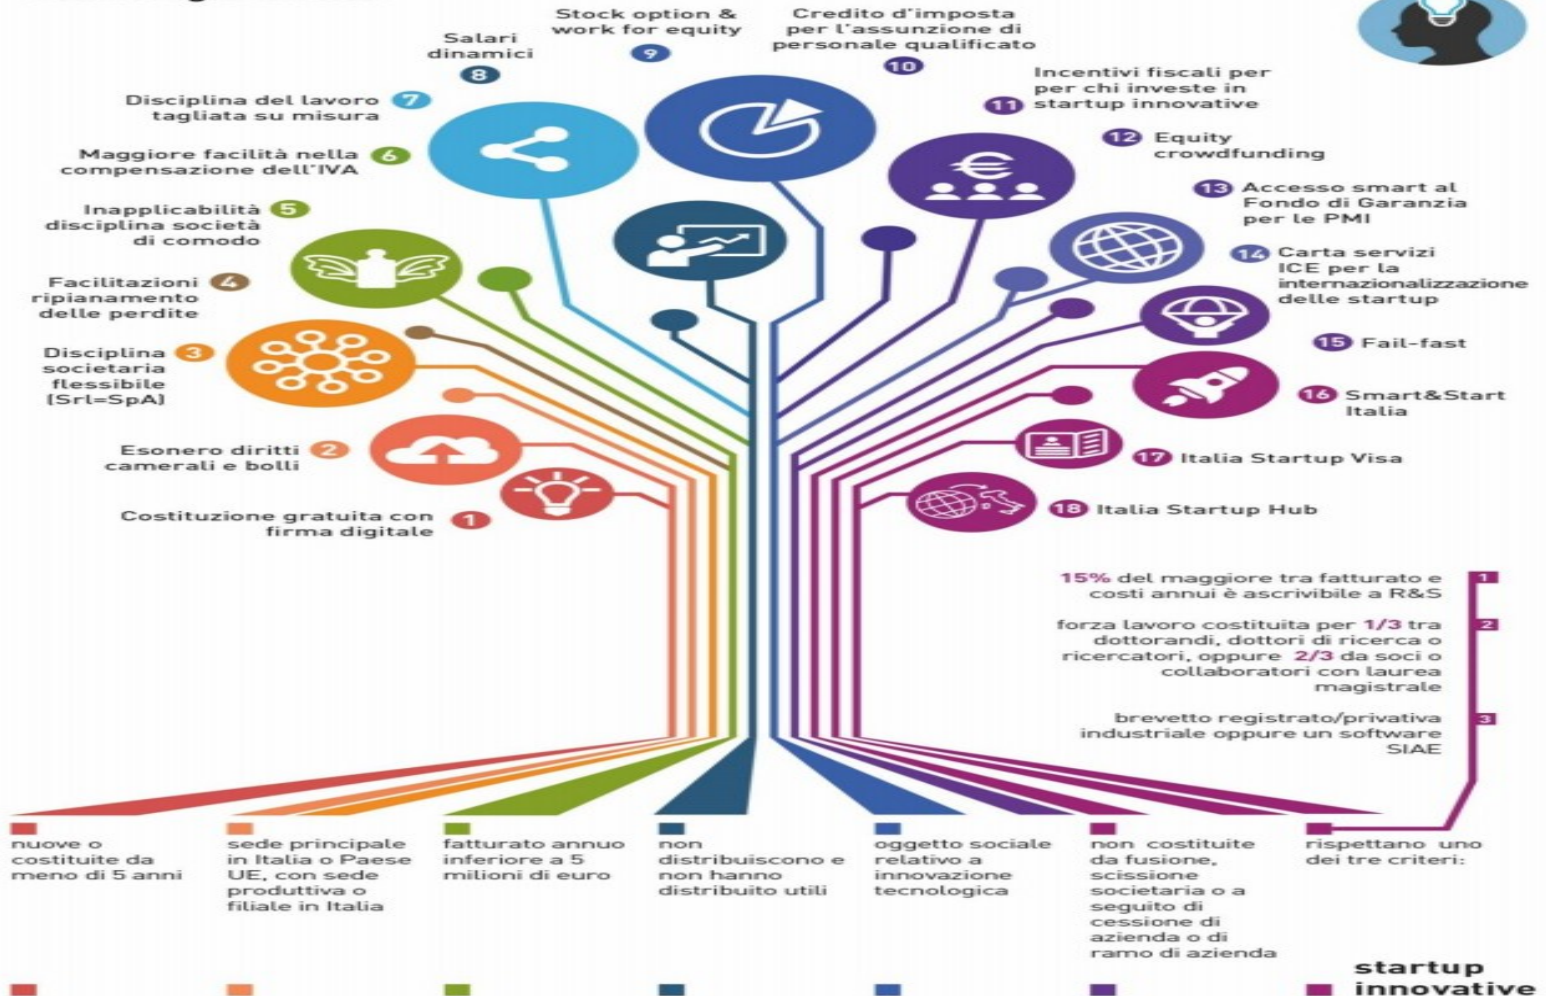 Stock option &
work for equity
9
Credito d'imposta
per l'assunzione di
personale qualificato
10
Salari
dinamici
8
Incentivi fiscali per
per chi investe in
11 startup innovative
Disciplina del lavoro 7
tagliata su misura
12 Equity
crowdfunding
Maggiore facilità nella 6
compensazione dell'IVA
13 Accesso smart al
Fondo di Garanzia
per le PMI
Inapplicabilità 5
disciplina società
di comodo
14 Carta servizi
ICE per la
internazionalizzazione
delle startup
Facilitazioni 4
ripianamento
delle perdite
15 Fail-fast
Disciplina 3
societaria
flessibile
(Srl=SpA)
16 Smart&Start
Italia
Esonero diritti 2
camerali e bolli
17 Italia Startup Visa
Costituzione gratuita con 1
firma digitale
18 Italia Startup Hub
€
15% del maggiore tra fatturato e 1
costi annui è ascrivibile a R&S
forza lavoro costituita per 1/3 tra 2
dottorandi, dottori di ricerca o
ricercatori, oppure 2/3 da soci o
collaboratori con laurea
magistrale
brevetto registrato/privativa 3
industriale oppure un software
SIAE
nuove o
costituite da
meno di 5 anni
sede principale
in Italia o Paese
UE, con sede
produttiva o
filiale in Italia
fatturato annuo
inferiore a 5
milioni di euro
non
distribuiscono e
non hanno
distribuito utili
oggetto sociale
relativo a
innovazione
tecnologica
non costituite
da fusione,
scissione
societaria o a
seguito di
cessione di
azienda o di
ramo di azienda
rispettano uno
dei tre criteri:
startup
innovative